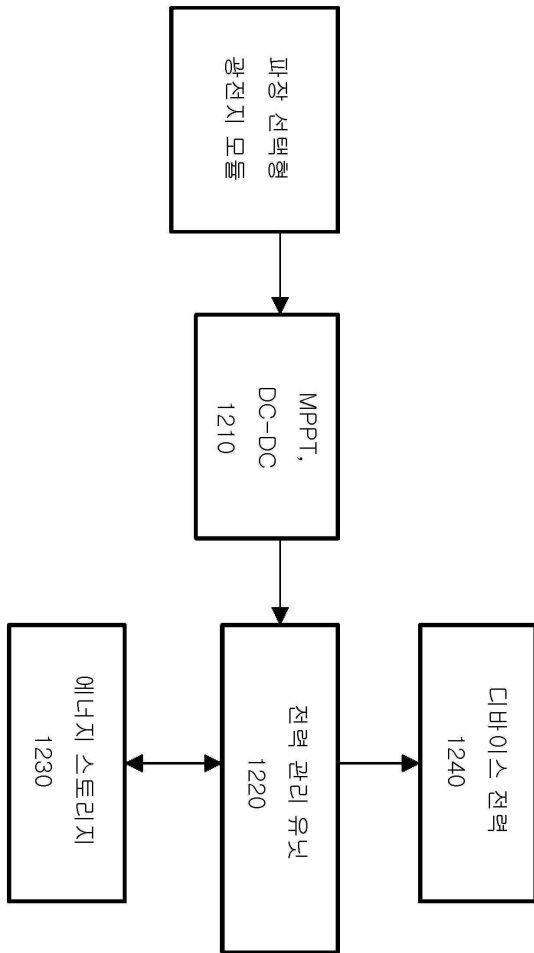 파장 선택형
광전지 모듈
MPPT,
DC-DC
1210
전력 관리 유닛
1220
디바이스 전력
1240
에너지 스토리지
1230